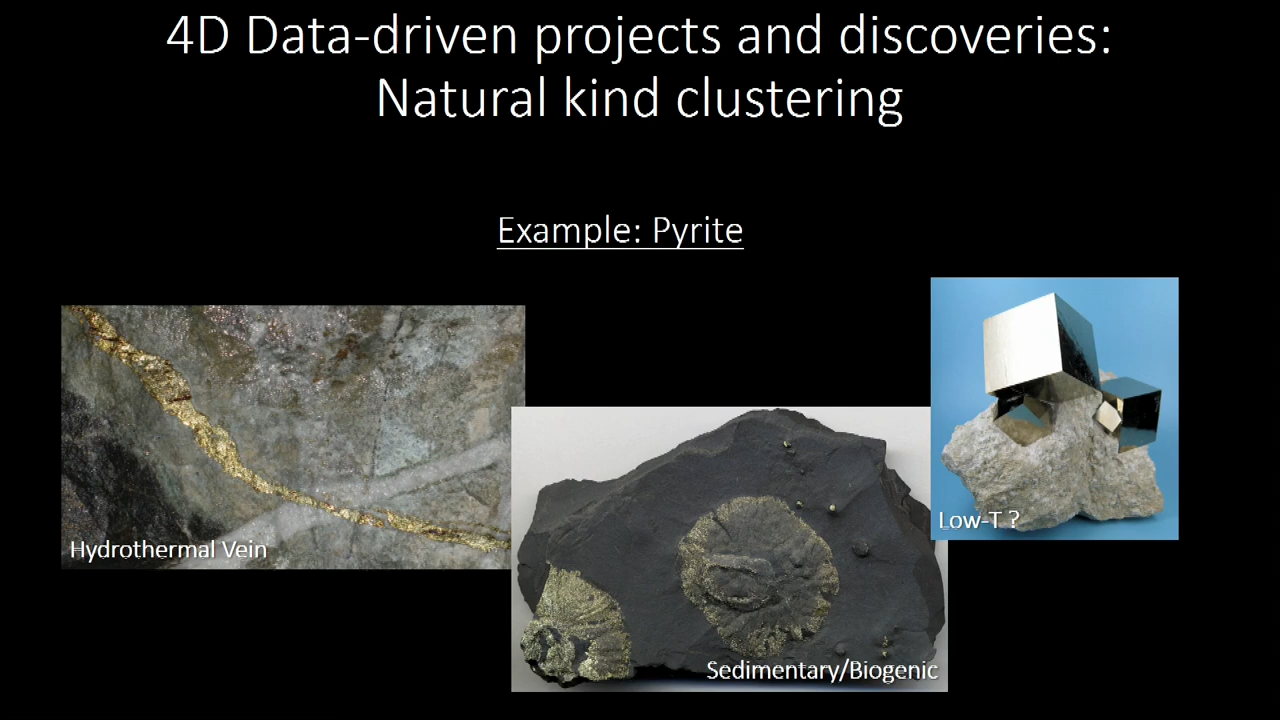 4D Data-driven projects and discoveries:
Natural kind clustering
Example: Pyrite
Hydrothermal Vein
Sedimentary/Biogenic
Low-T ?